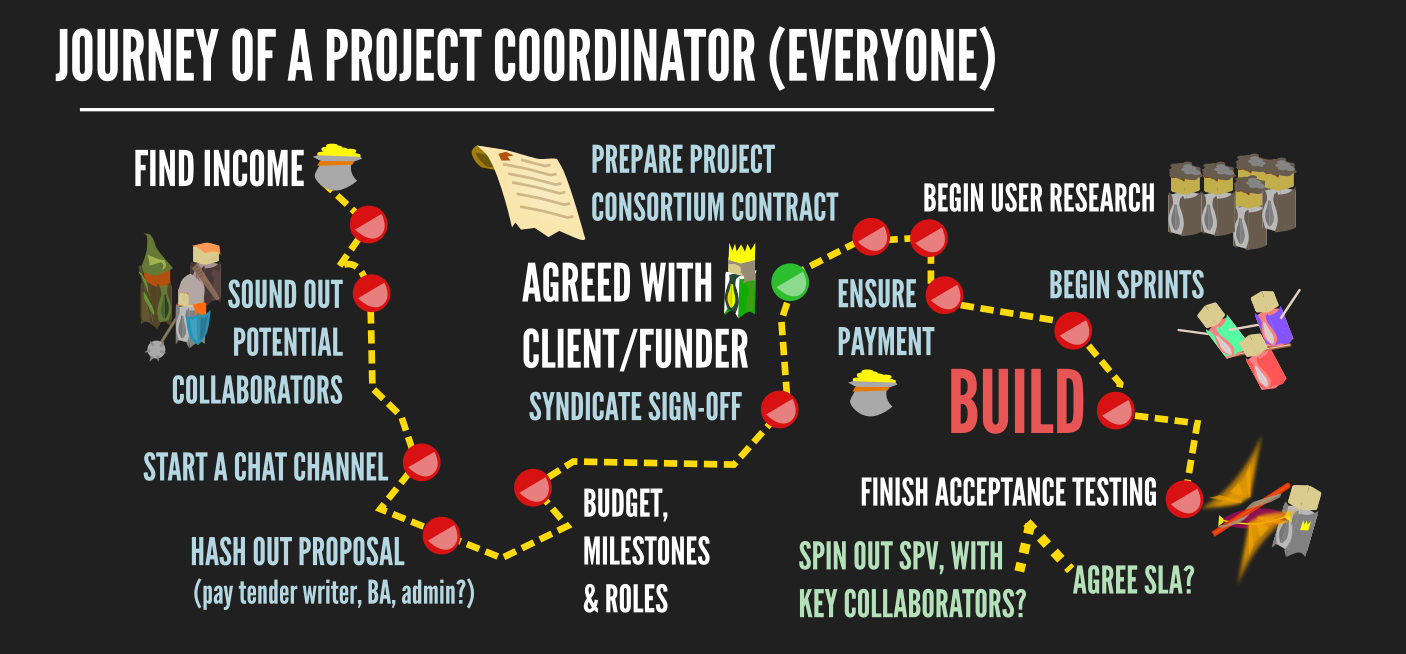 JOURNEY OF A PROJECT COORDINATOR (EVERYONE)
FIND INCOME
SOUND OUT
POTENTIAL
COLLABORATORS
START A CHAT CHANNEL
HASH OUT PROPOSAL
(pay tender writer, BA, admin?)
BUDGET,
MILESTONES
& ROLES
SYNDICATE SIGN-OFF
AGREED WITH
CLIENT/FUNDER
PREPARE PROJECT
CONSORTIUM CONTRACT
BEGIN USER RESEARCH
ENSURE
PAYMENT
BEGIN SPRINTS
BUILD
FINISH ACCEPTANCE TESTING
SPIN OUT SPV, WITH
KEY COLLABORATORS?
AGREE SLA?